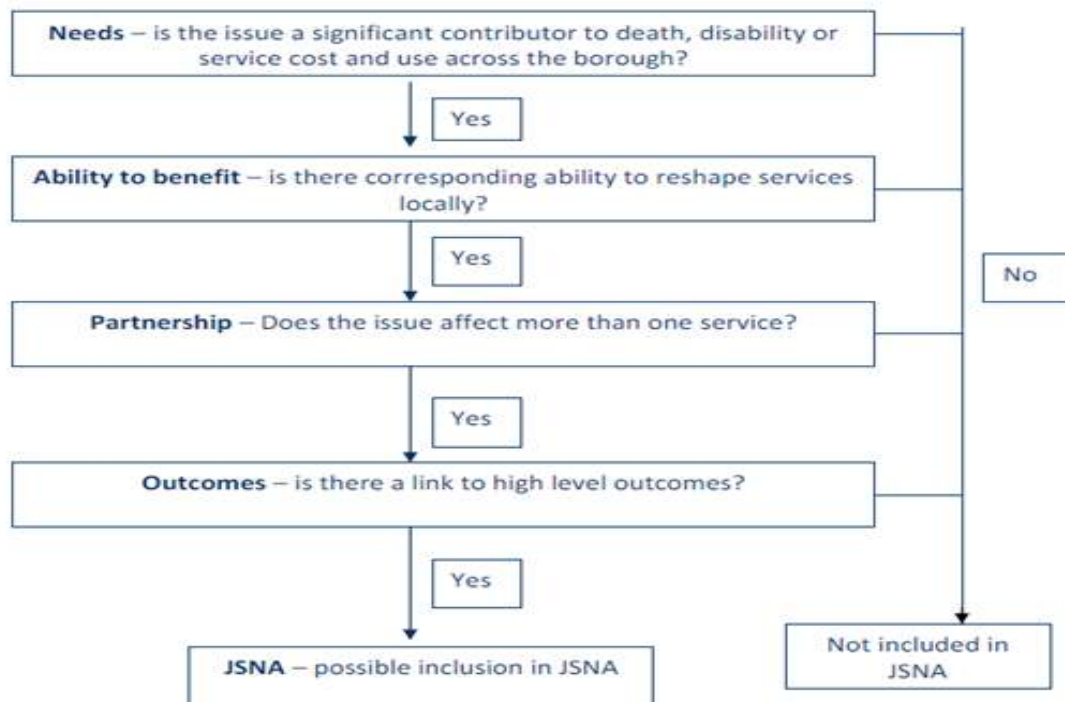 Needs – is the issue a significant contributor to death, disability or
service cost and use across the borough?
Yes
Ability to benefit – is there corresponding ability to reshape services
locally?
Yes
No
Partnership – Does the issue affect more than one service?
Yes
Outcomes – is there a link to high level outcomes?
Yes
JSNA – possible inclusion in JSNA
Not included in
JSNA